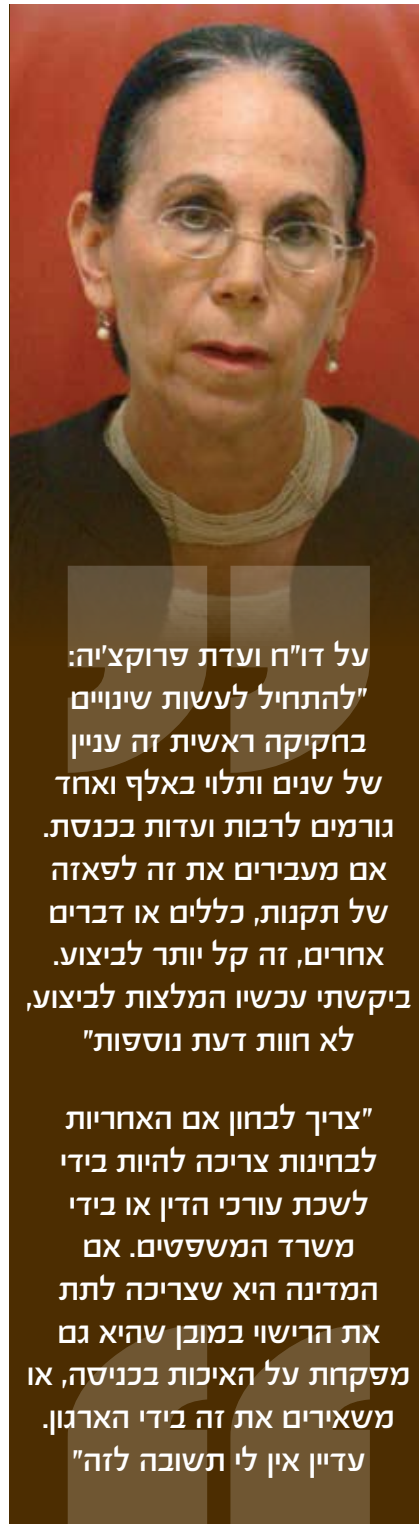 על דו"ח ועדת פרוקצ'יה:
"להתחיל לעשות שינויים
בחקיקה ראשית זה עניין
של שנים ותלוי באלף ואחד
גורמים לרבות ועדות בכנסת.
אם מעבירים את זה לפאזה
של תקנות, כללים או דברים
אחרים, זה קל יותר לביצוע.
ביקשתי עכשיו המלצות לביצוע,
לא חוות דעת נוספות"
"צריך לבחון אם האחריות
לבחינות צריכה להיות בידי
לשכת עורכי הדין או בידי
משרד המשפטים. אם
המדינה היא שצריכה לתת
את הרישוי במובן שהיא גם
מפקחת על האיכות בכניסה, או
משאירים את זה בידי הארגון.
עדיין אין לי תשובה לזה"